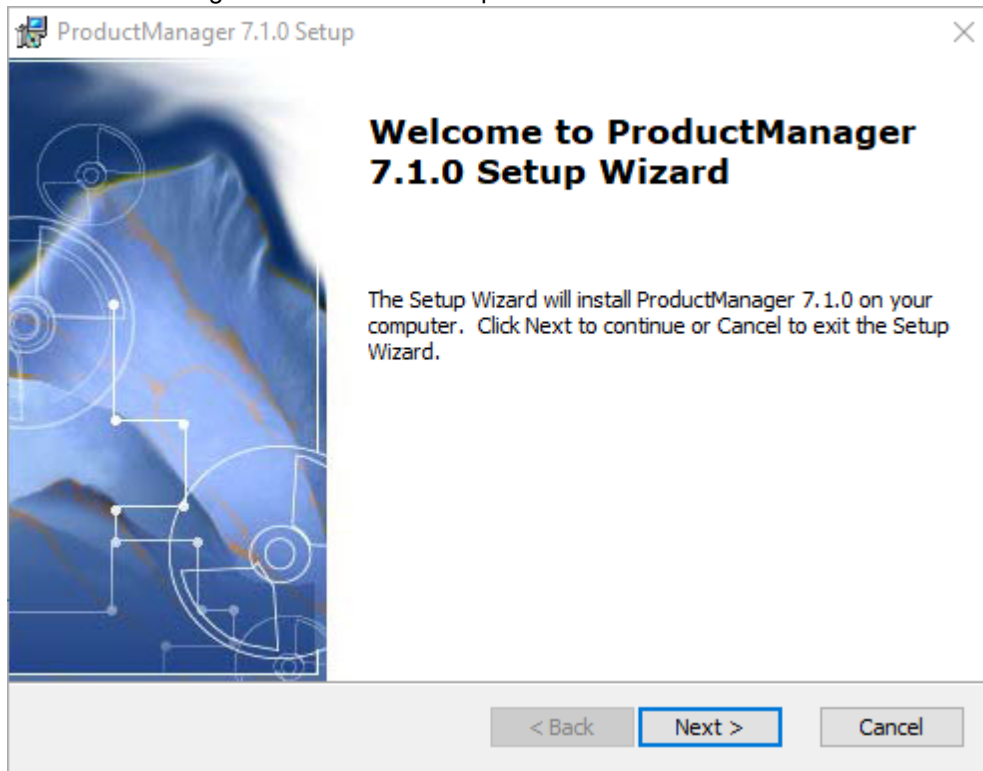 ProductManager 7.1.0 Setup
Welcome to ProductManager
7.1.0 Setup Wizard
The Setup Wizard will install ProductManager 7.1.0 on your
computer. Click Next to continue or Cancel to exit the Setup
Wizard.
< Back Next > Cancel